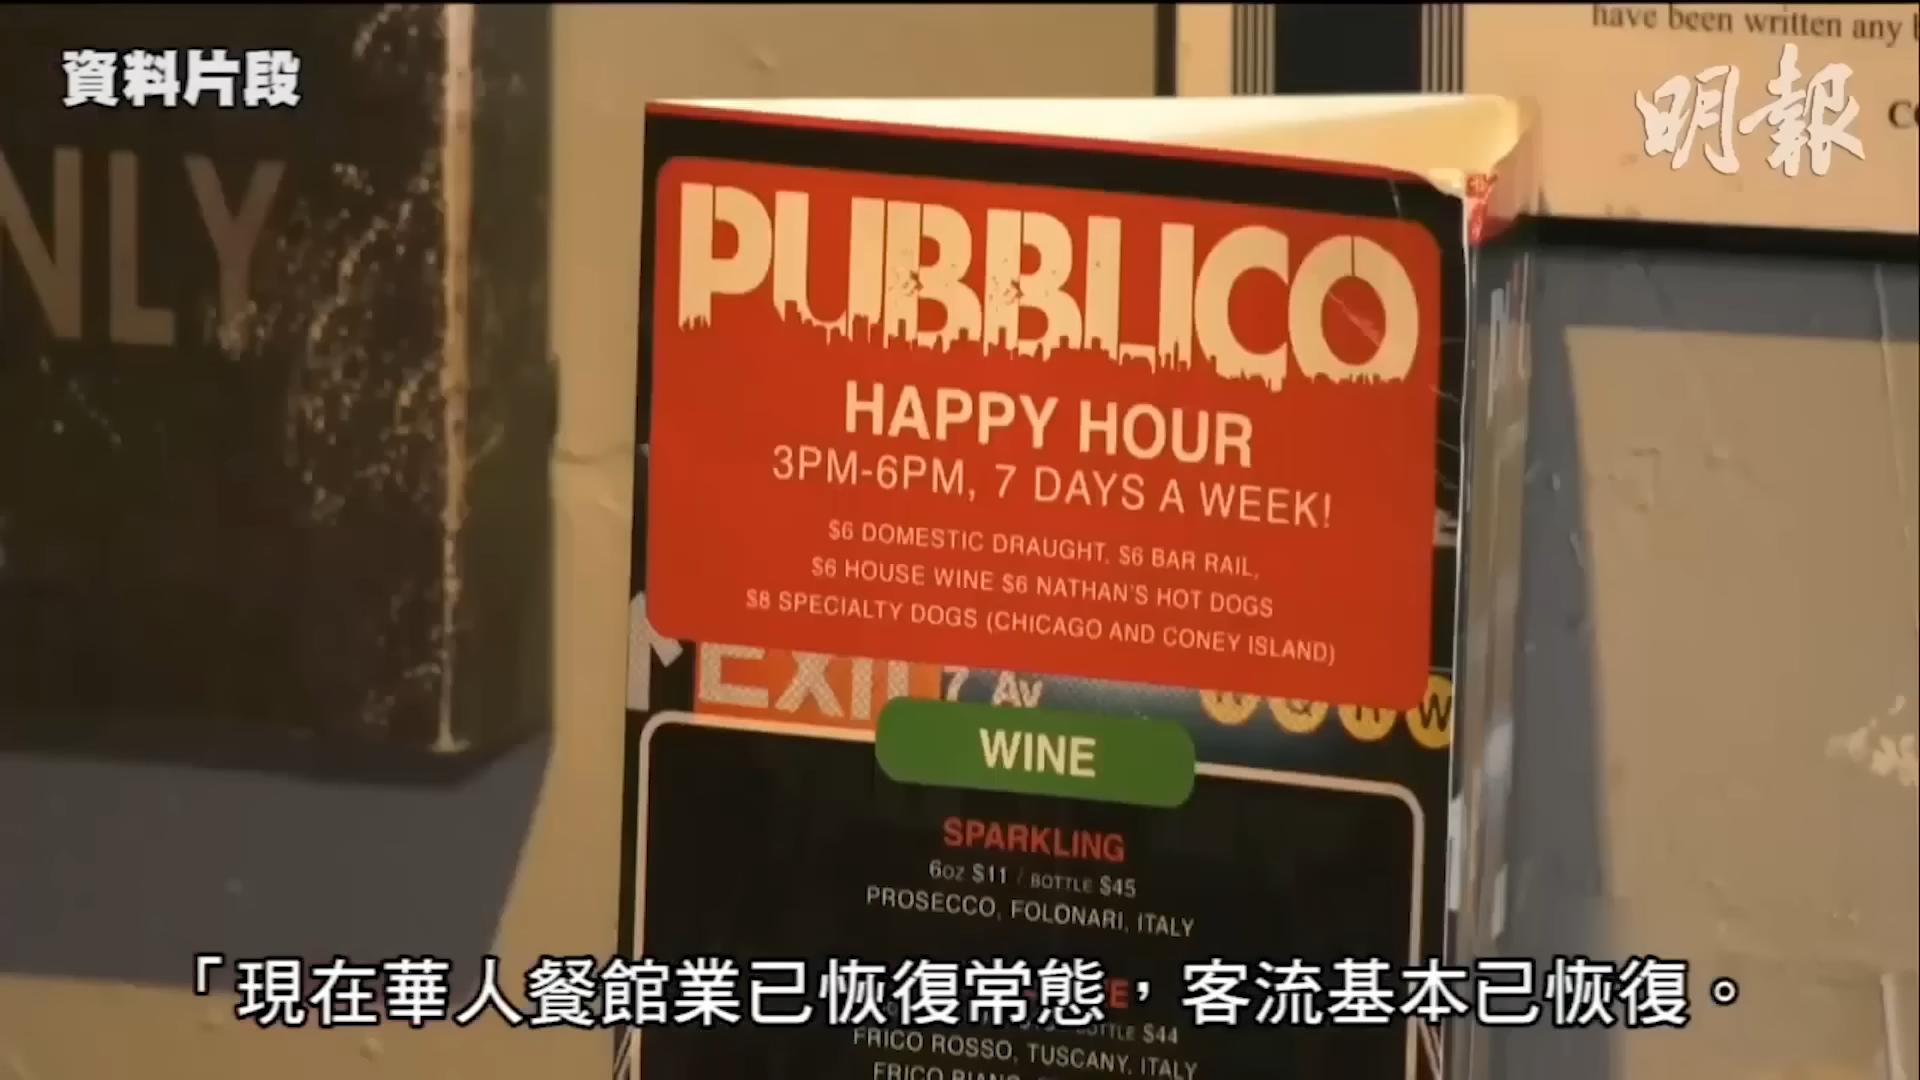 資料片段
have been written any
明報
NLY
PUBBLICO
HAPPY HOUR
3PM-6PM, 7 DAYS A WEEK!
$6 DOMESTIC DRAUGHT, $6 BAR RAIL,
$6 HOUSE WINE $6 NATHAN'S HOT DOGS
$8 SPECIALTY DOGS (CHICAGO AND CONEY ISLAND)
EXIT 7 Av
W
WINE
SPARKLING
6oz $11 / BOTTLE $45
PROSECCO, FOLONARI, ITALY
「現在華人餐館業已恢復常態，客流基本已恢復。
BOTTLE $44
FRICO ROSSO, TUSCANY, ITALY